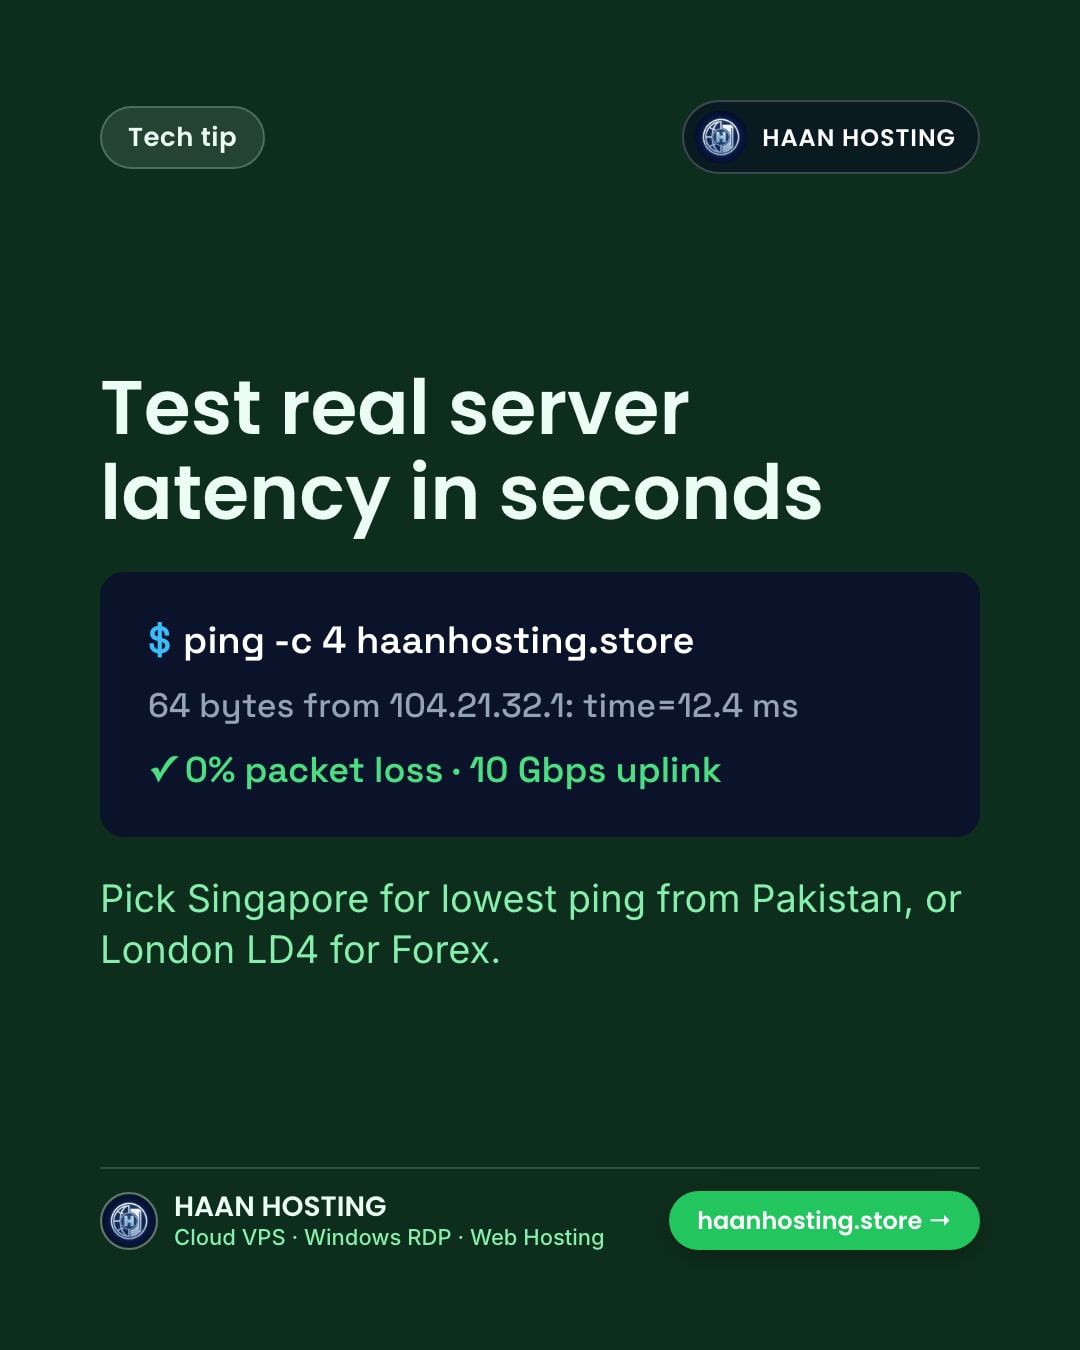 Tech tip
HAAN HOSTING
Test real server
latency in seconds
$ ping -c 4 haanhosting.store
64 bytes from 104.21.32.1: time=12.4 ms
✓ 0% packet loss · 10 Gbps uplink
Pick Singapore for lowest ping from Pakistan, or
London LD4 for Forex.
HAAN HOSTING
Cloud VPS · Windows RDP · Web Hosting
haanhosting.store →